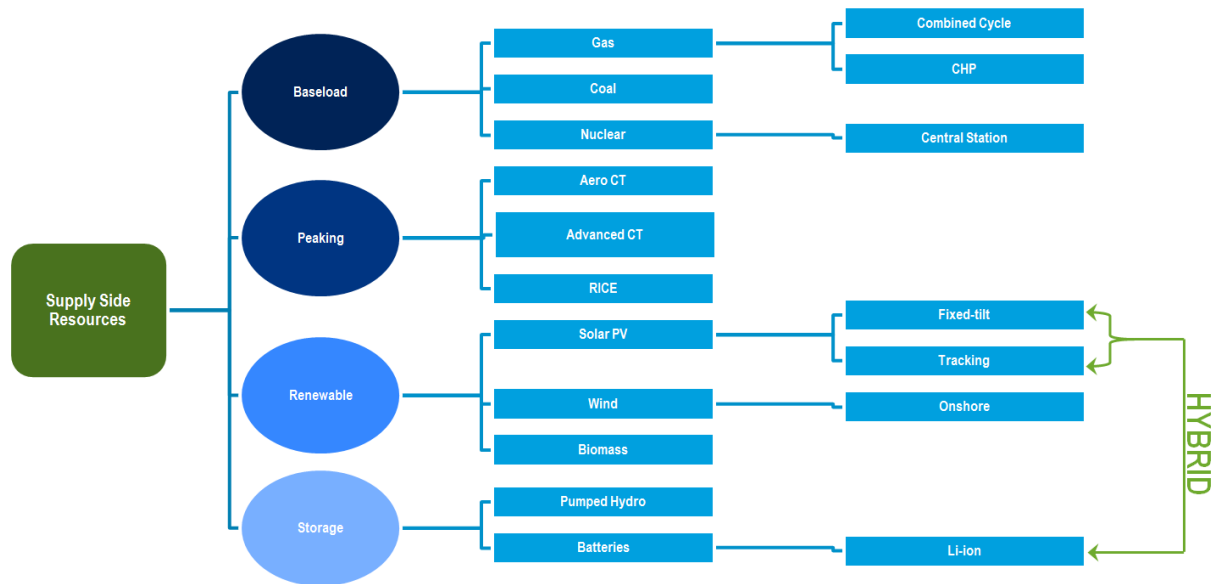 Supply Side
Resources
Baseload
Gas
Combined Cycle
CHP
Coal
Nuclear
Central Station
Peaking
Aero CT
Advanced CT
RICE
Renewable
Solar PV
Fixed-tilt
Tracking
Wind
Onshore
Biomass
Storage
Pumped Hydro
Batteries
Li-ion
HYBRID